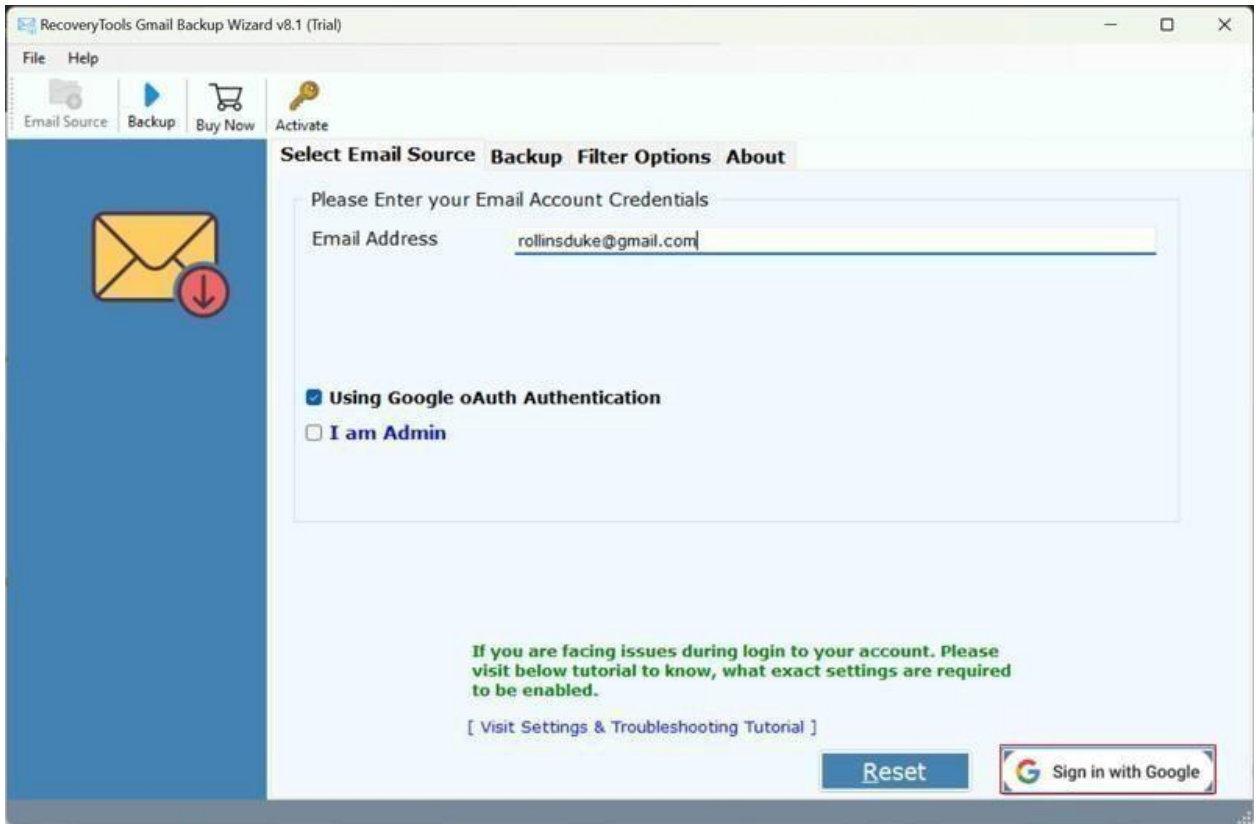 RecoveryTools Gmail Backup Wizard v8.1 (Trial)
File Help
Email Source Backup Buy Now Activate
Select Email Source Backup Filter Options About
Please Enter your Email Account Credentials
Email Address rollinsduke@gmail.com
Using Google oAuth Authentication
I am Admin
If you are facing issues during login to your account. Please
visit below tutorial to know, what exact settings are required
to be enabled.
[ Visit Settings & Troubleshooting Tutorial ]
Reset Sign in with Google